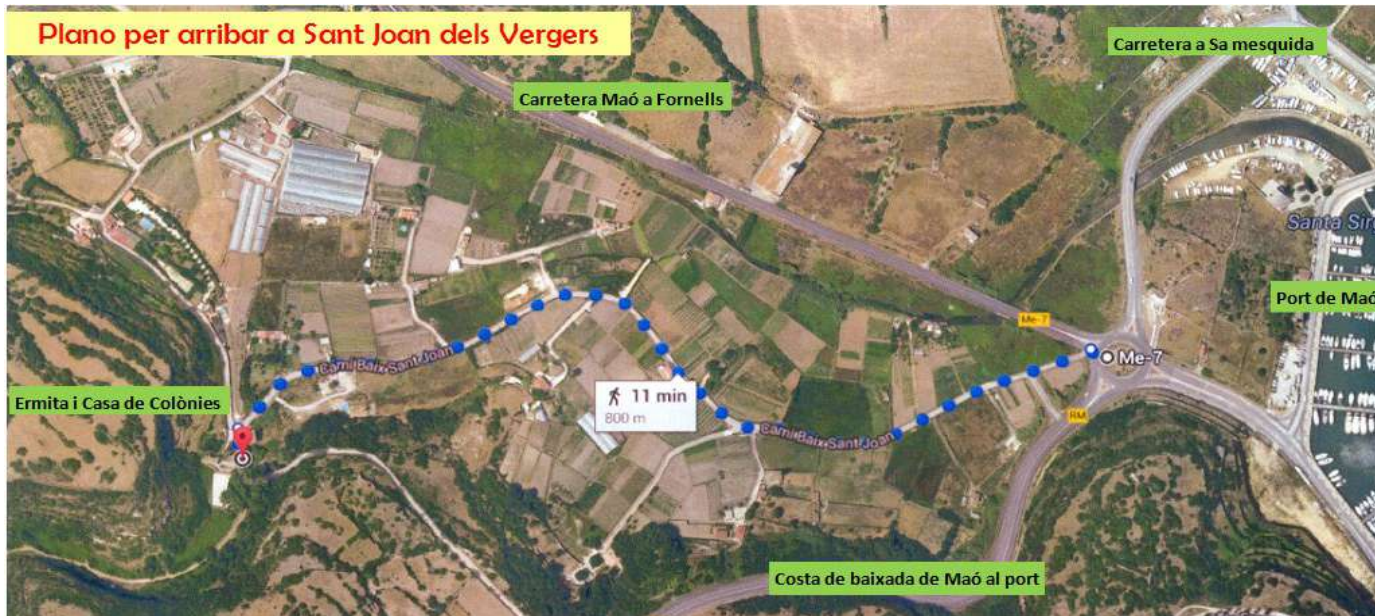 Plano per arribar a Sant Joan dels Vergers
Carretera a Sa mesquida
Carretera Maó a Fornells
Port de Maó
Me-7
Me-7
Camí Baix Sant Joan
11 min
800 m
Ermita i Casa de Colònies
RM
Camí Baix Sant Joan
Costa de baixada de Maó al port